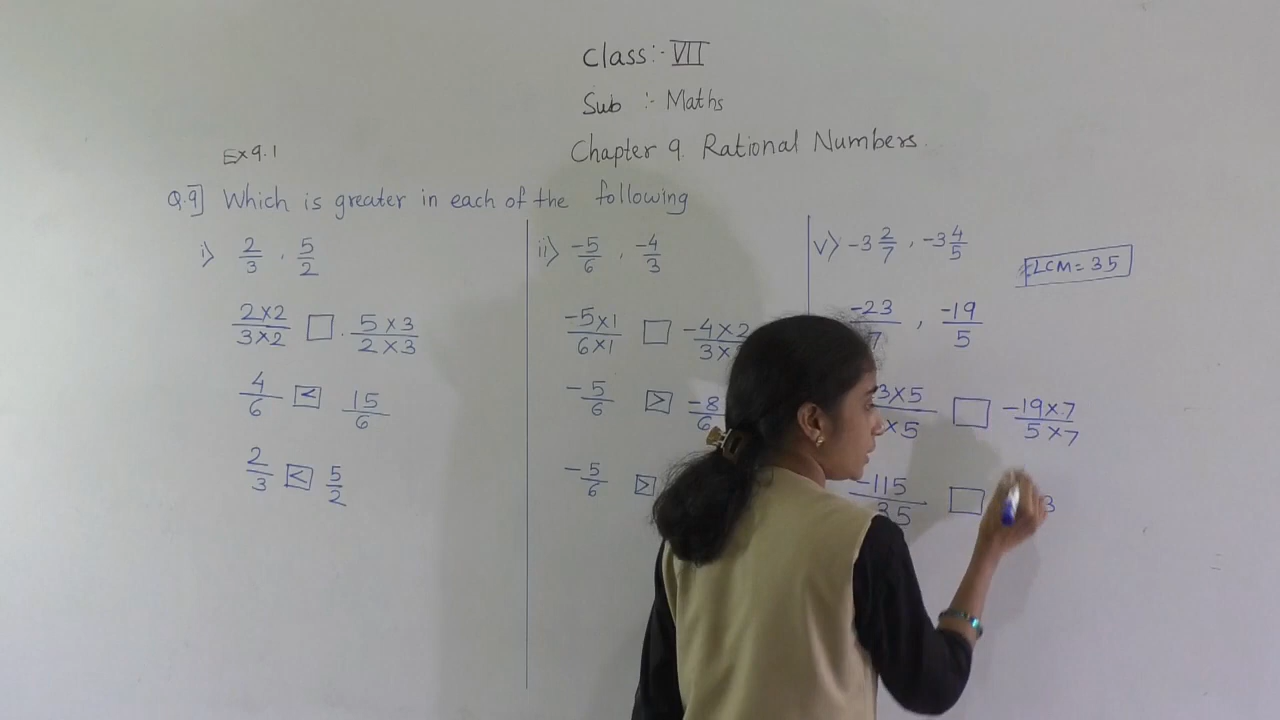 Class:- VII
Sub :- Maths
Chapter 9. Rational Numbers.
Ex 9.1
Q.9] Which is greater in each of the following
i) 2/3 , 5/2
2×2/3×2 □ 5×3/2×3
4/6 < 15/6
2/3 < 5/2
ii) -5/6 , -4/3
-5×1/6×1 □ -4×2/3×
-5/6 > -8/6
-5/6 >
v) -3 2/7 , -3 4/5
LCM = 35
-23/7 , -19/5
3×5/×5 □ -19×7/5×7
-115/35 □ 3